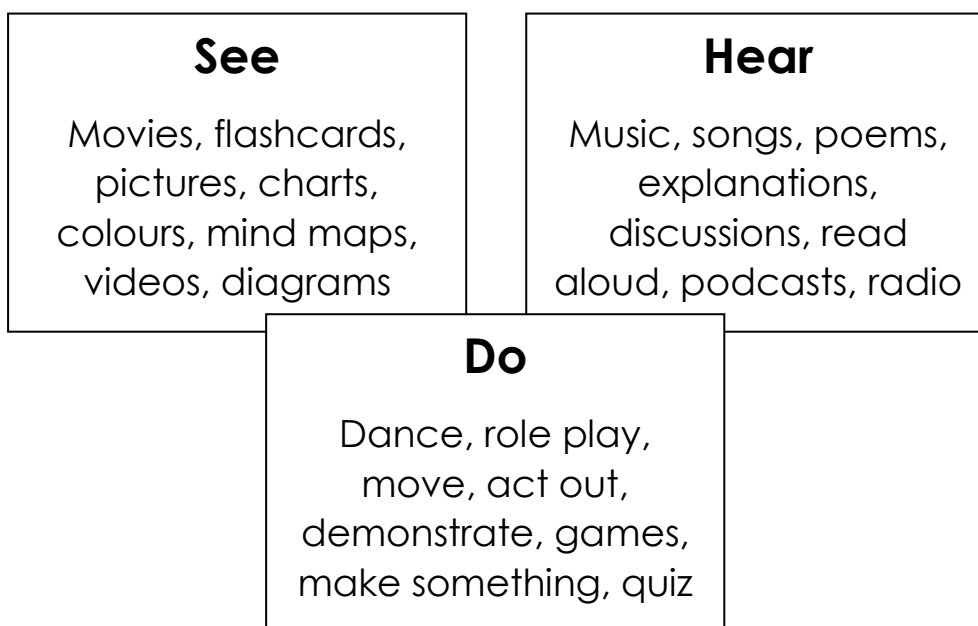 See
Movies, flashcards,
pictures, charts,
colours, mind maps,
videos, diagrams
Hear
Music, songs, poems,
explanations,
discussions, read
aloud, podcasts, radio
Do
Dance, role play,
move, act out,
demonstrate, games,
make something, quiz